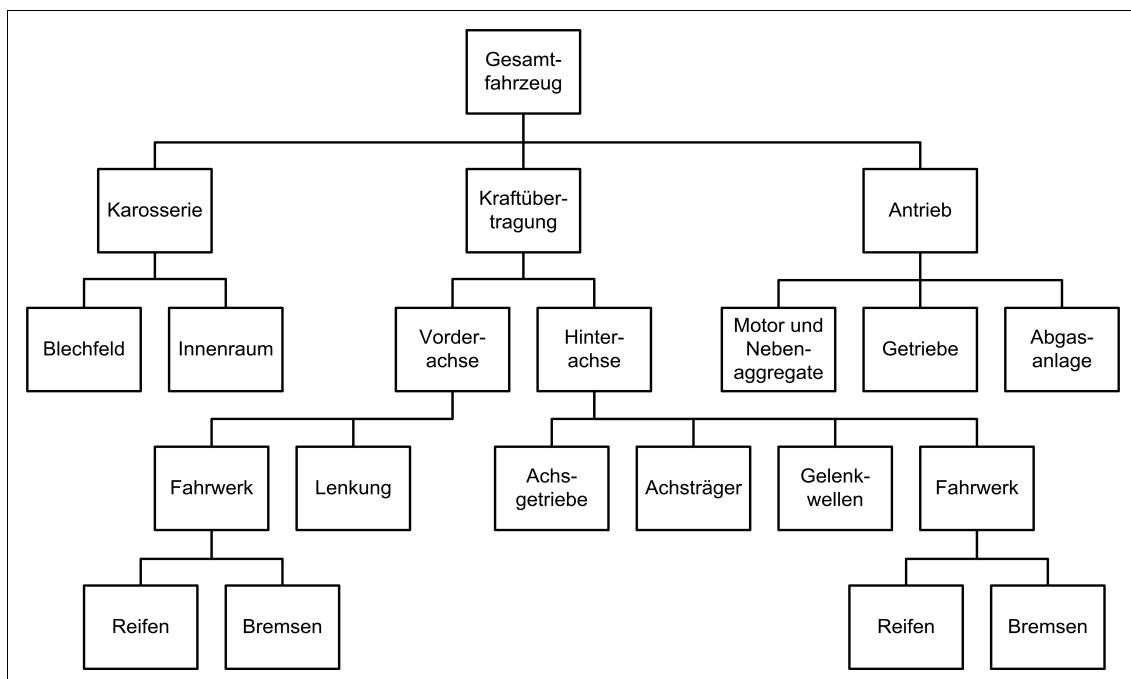 Gesamt-
fahrzeug
Karosserie
Kraftüber-
tragung
Antrieb
Blechfeld
Innenraum
Vorder-
achse
Hinter-
achse
Motor und
Neben-
aggregate
Getriebe
Abgas-
anlage
Fahrwerk
Lenkung
Achs-
getriebe
Achsträger
Gelenk-
wellen
Fahrwerk
Reifen
Bremsen
Reifen
Bremsen